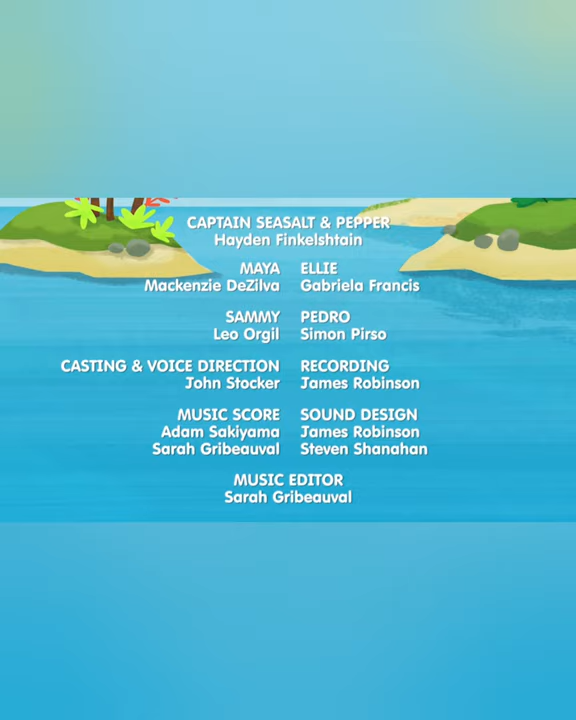 CAPTAIN SEASALT & PEPPER
Hayden Finkelshtain
MAYA
Mackenzie DeZilva
ELLIE
Gabriela Francis
SAMMY
Leo Orgil
PEDRO
Simon Pirso
CASTING & VOICE DIRECTION
John Stocker
RECORDING
James Robinson
MUSIC SCORE
Adam Sakiyama
Sarah Gribeauval
SOUND DESIGN
James Robinson
Steven Shanahan
MUSIC EDITOR
Sarah Gribeauval